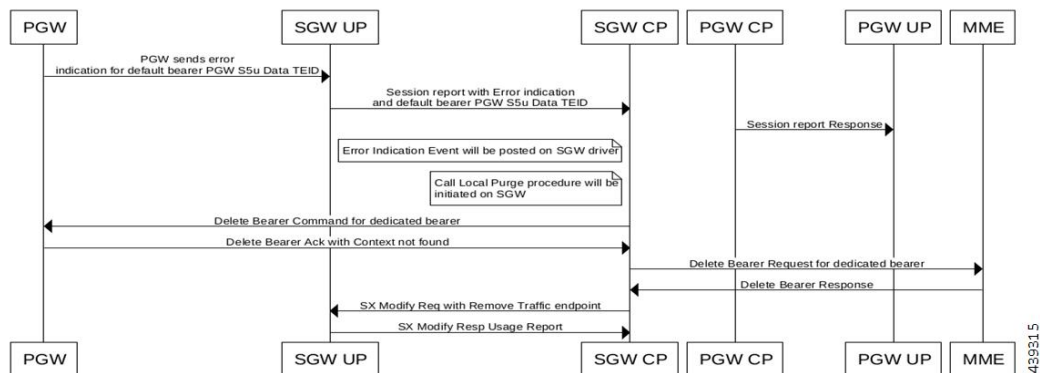 PGW
SGW UP
SGW CP
PGW CP
PGW UP
MME
PGW sends error
indication for default bearer PGW S5u Data TEID
Session report with Error indication
and default bearer PGW S5u Data TEID
Session report Response
Error Indication Event will be posted on SGW driver
Call Local Purge procedure will be
initiated on SGW
Delete Bearer Command for dedicated bearer
Delete Bearer Ack with Context not found
Delete Bearer Request for dedicated bearer
Delete Bearer Response
SX Modify Req with Remove Traffic endpoint
SX Modify Resp Usage Report
PGW
SGW UP
SGW CP
PGW CP
PGW UP
MME
439315